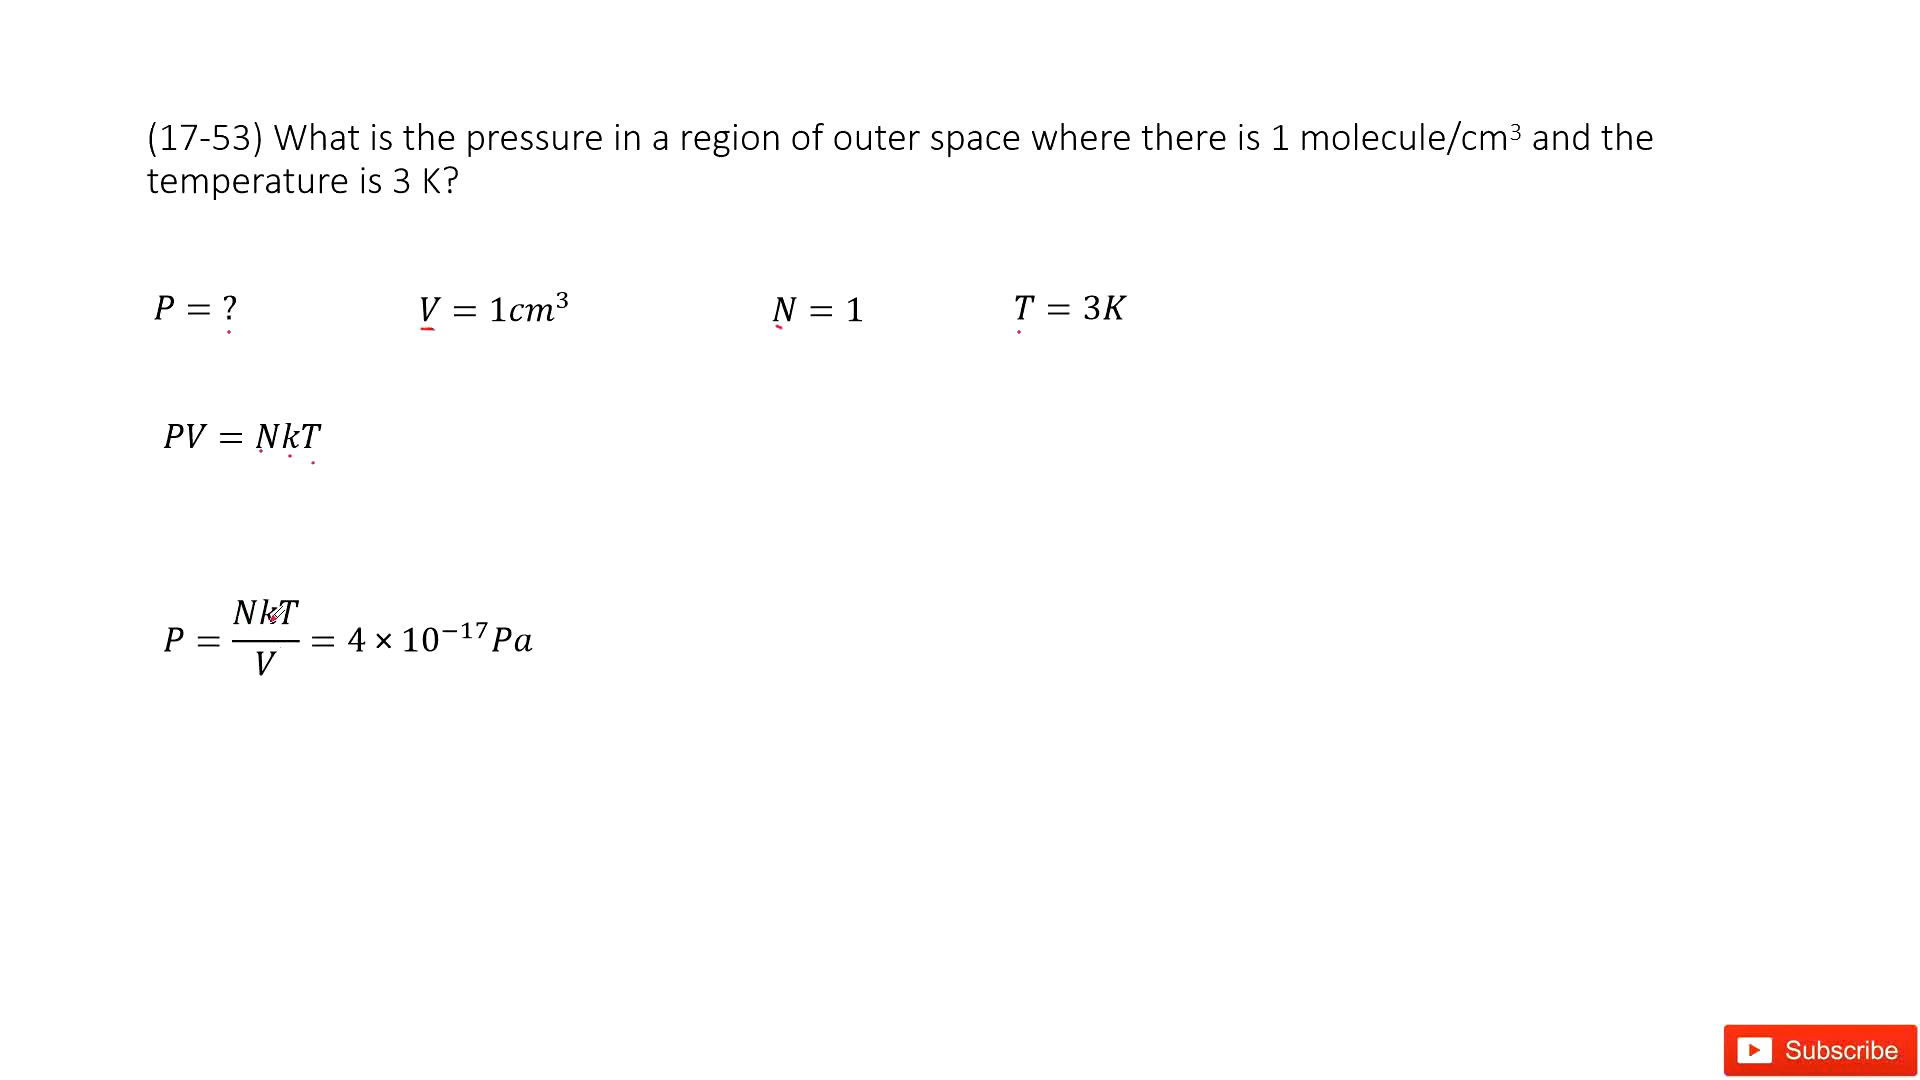 (17-53) What is the pressure in a region of outer space where there is 1 molecule/cm³ and the
temperature is 3 K?
P = ? V = 1cm³ N = 1 T = 3K
PV = NkT
P = NkT/V = 4 × 10⁻¹⁷Pa
Subscribe